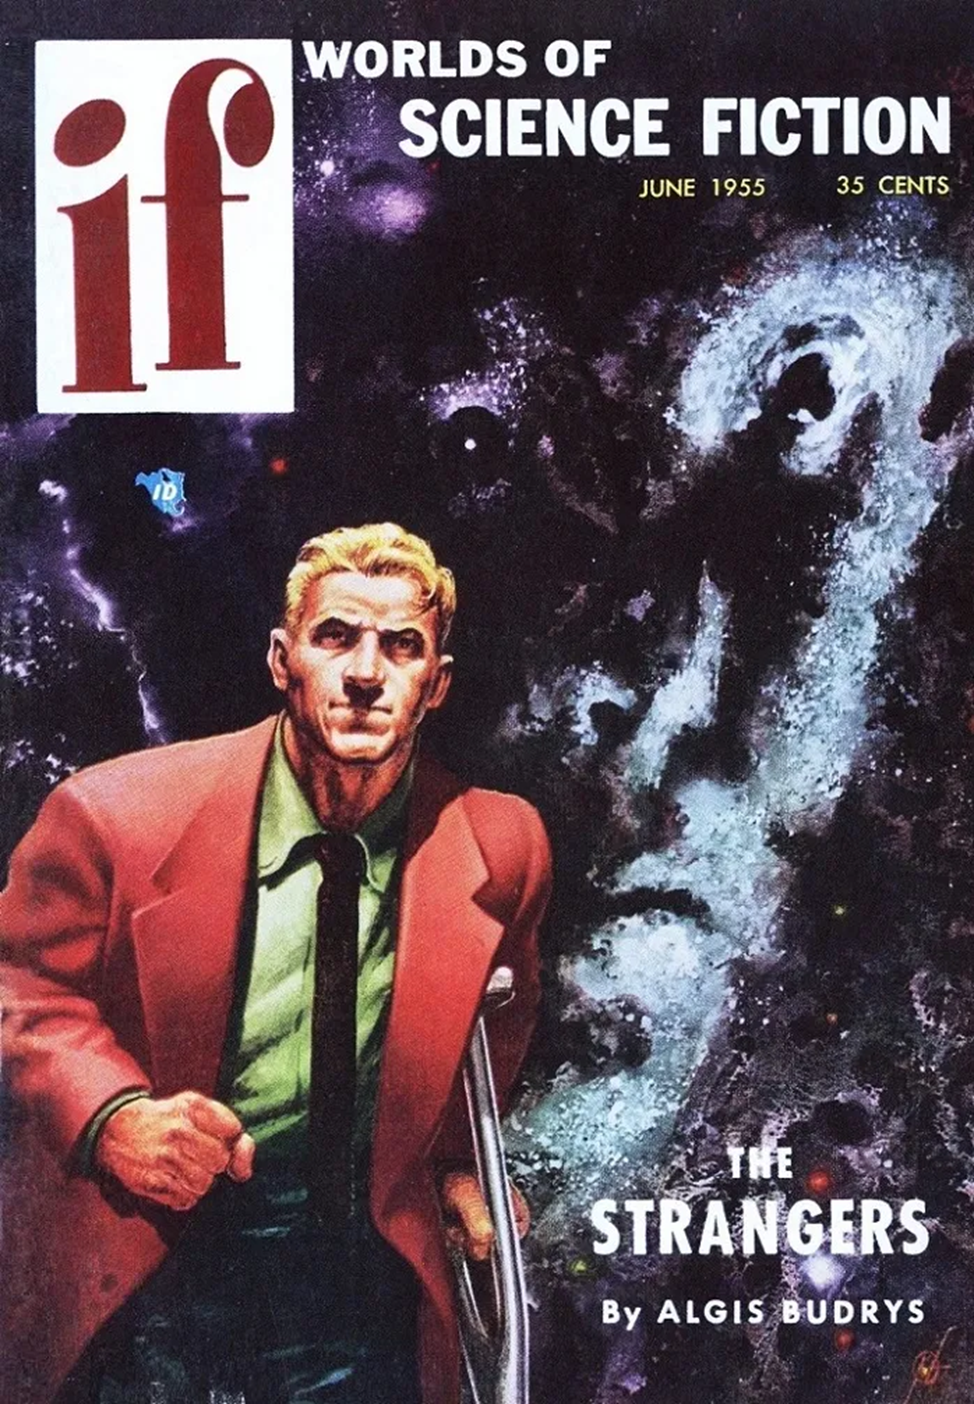 if
WORLDS OF
SCIENCE FICTION
JUNE 1955 35 CENTS
ID
THE
STRANGERS
By ALGIS BUDRYS